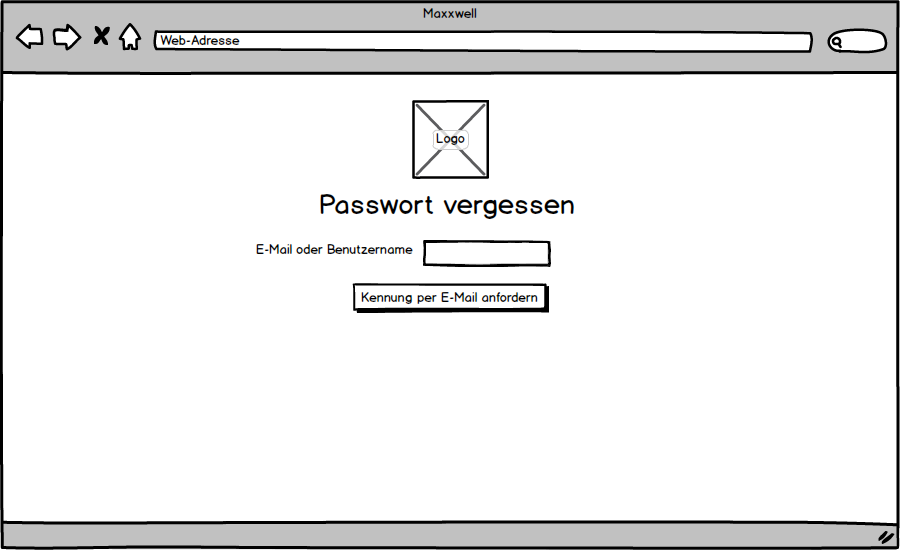 Maxxwell
Web-Adresse
Logo
Passwort vergessen
E-Mail oder Benutzername
Kennung per E-Mail anfordern